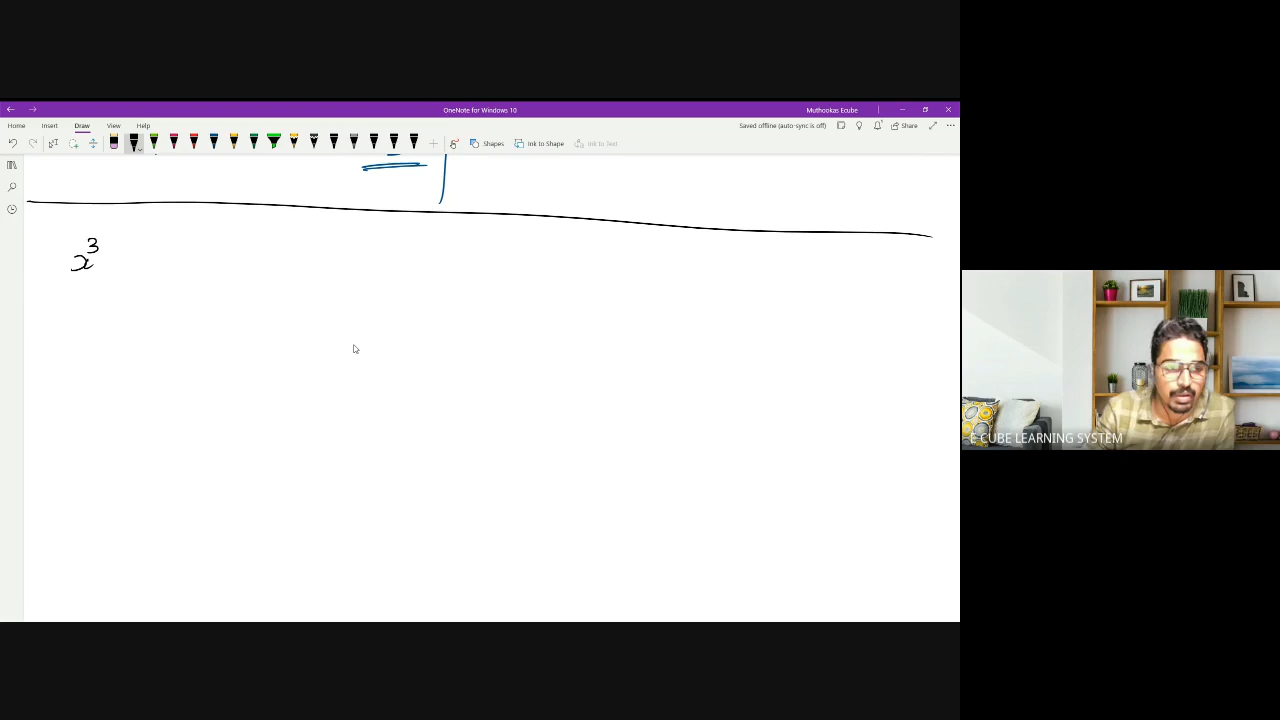 OneNote for Windows 10
Muthookas Ecube
Home Insert Draw View Help
Saved offline (auto-sync is off)
Share
Shapes
Ink to Shape
Ink to Text
x³
E CUBE LEARNING SYSTEM